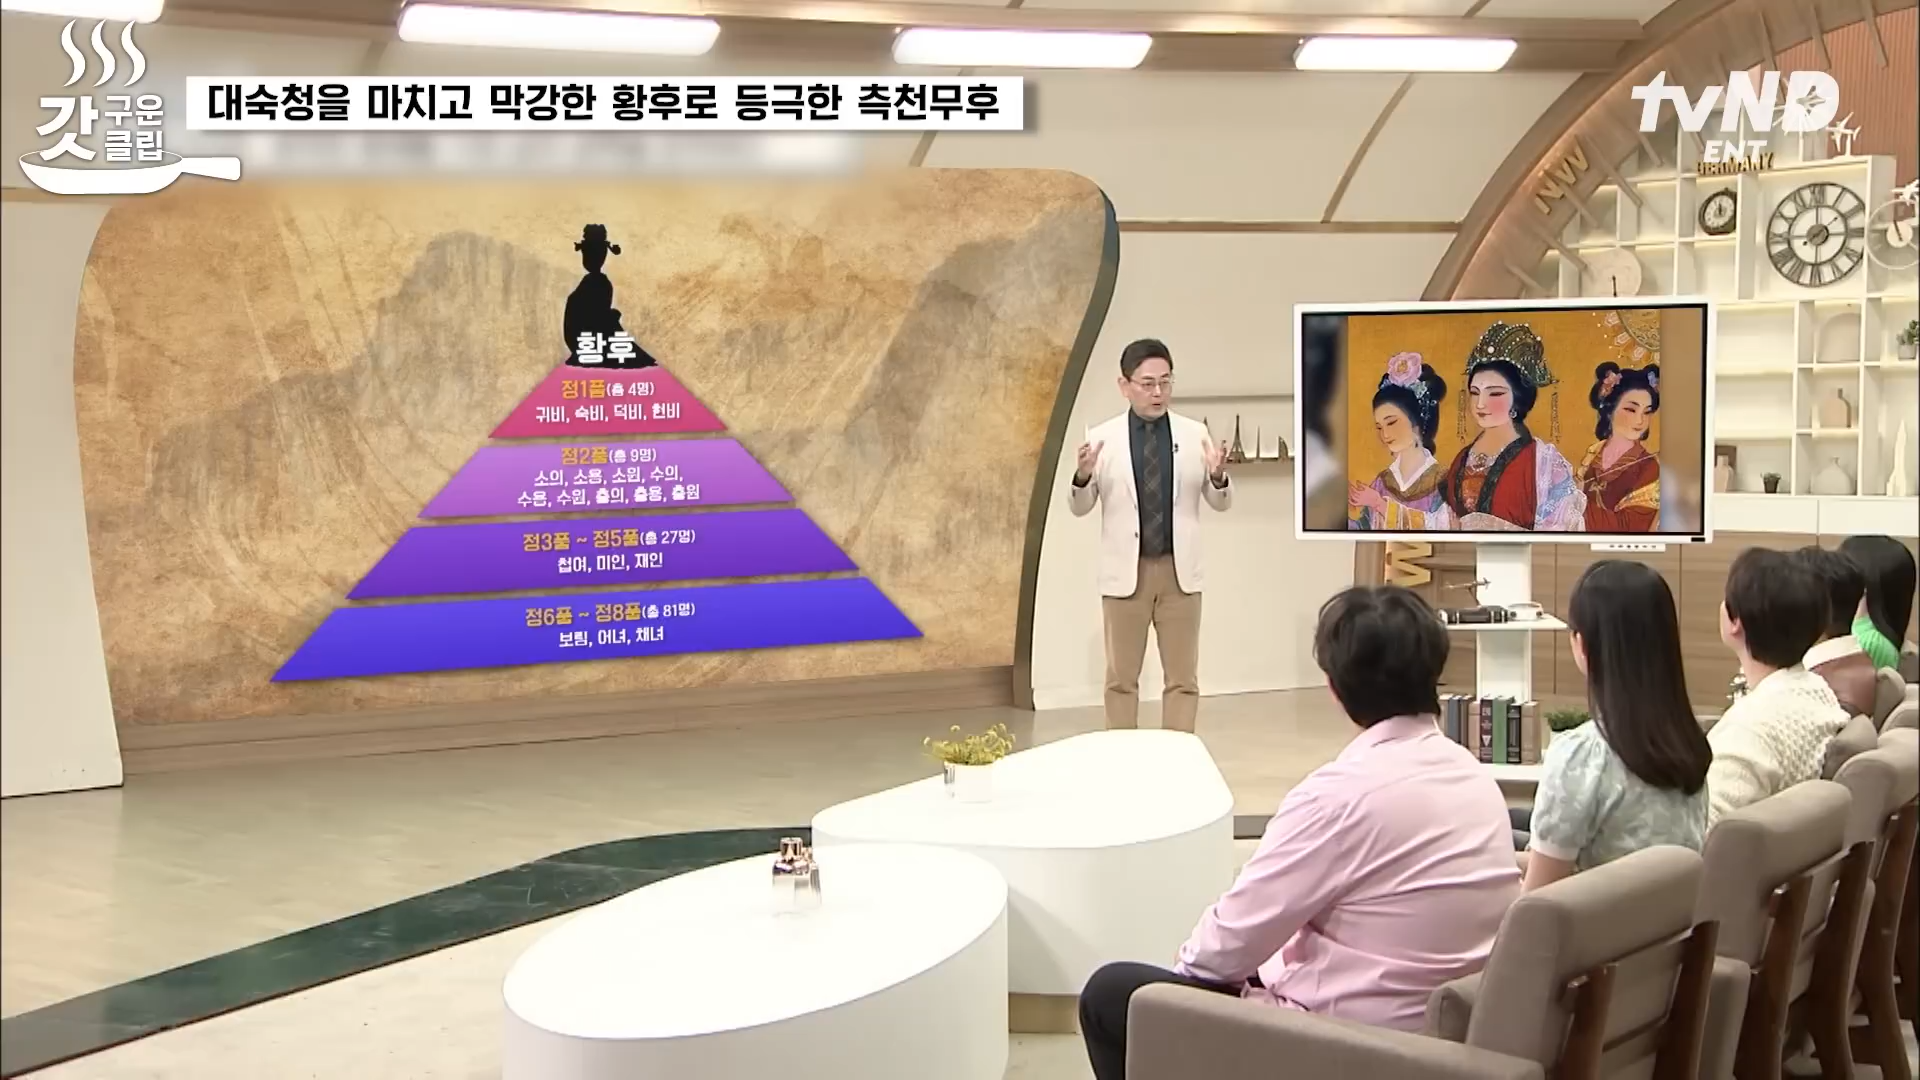 갓
구운
클립
대숙청을 마치고 막강한 황후로 등극한 측천무후
tvND
ENT
GERMANY
NW
W
황후
정1품(총 4명)
귀비, 숙비, 덕비, 현비
정2품(총 9명)
소의, 소용, 소원, 수의,
수용, 수원, 충의, 충용, 충원
정3품 ~ 정5품(총 27명)
첩여, 미인, 재인
정6품 ~ 정8품(총 81명)
보림, 어녀, 채녀